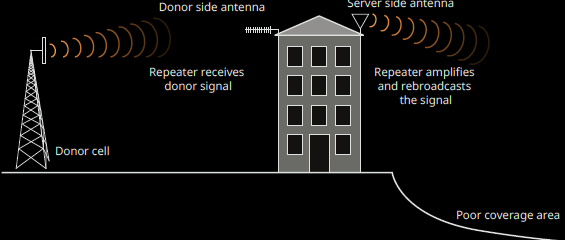 Donor side antenna
Server side antenna
Repeater receives
donor signal
Repeater amplifies
and rebroadcasts
the signal
Donor cell
Poor coverage area